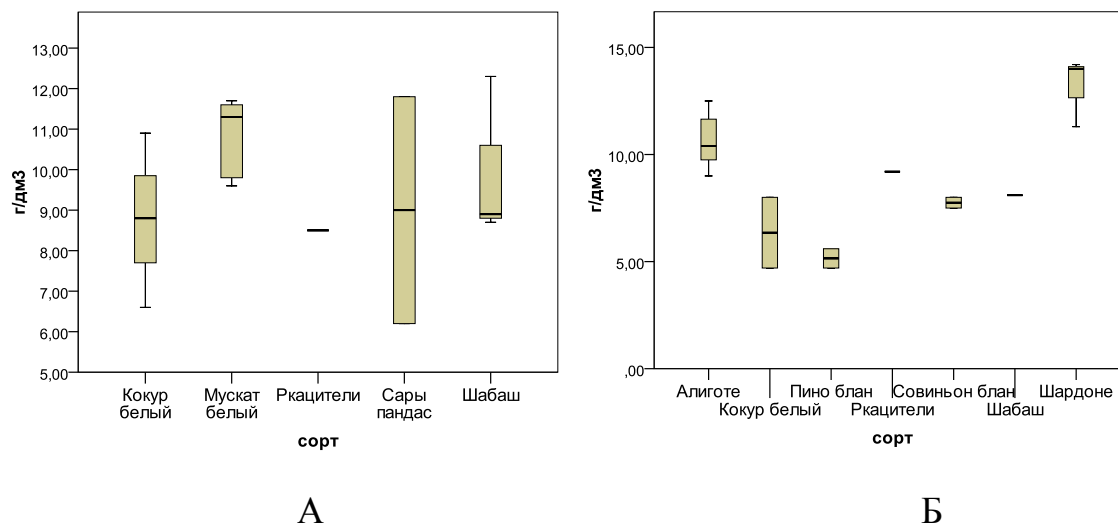 13,00
12,00
11,00
10,00
9,00
8,00
7,00
6,00
5,00
г/дм3
Кокур белый
Мускат белый
Ркацители
Сары пандас
Шабаш
сорт
А
15,00
10,00
5,00
,00
г/дм3
Алиготе
Кокур белый
Пино блан
Ркацители
Совиньон блан
Шабаш
Шардоне
сорт
Б